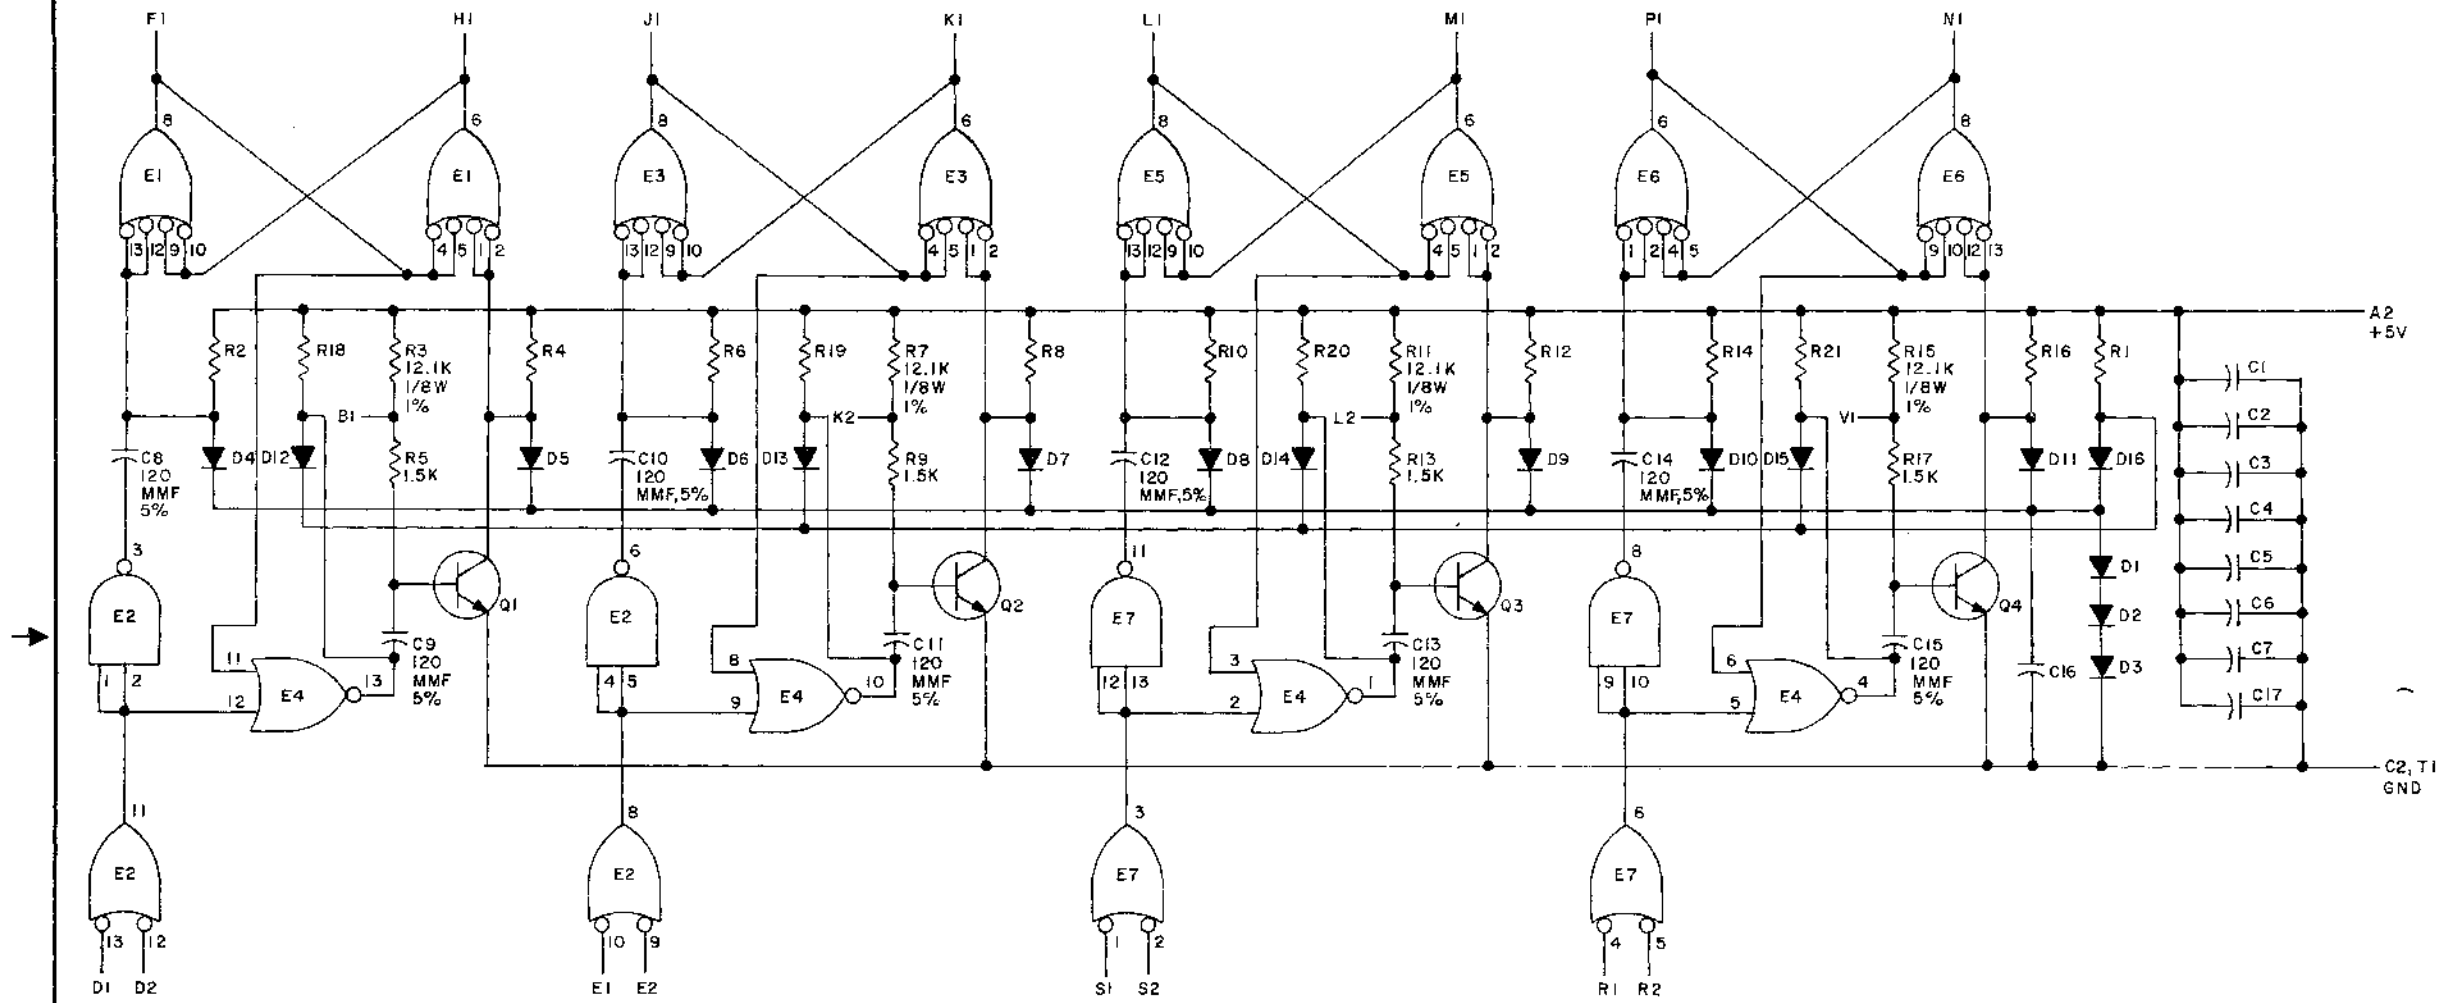 F1 H1 J1 K1 L1 M1 P1 N1
8 6 8 6 8 6 6 8
E1 E1 E3 E3 E5 E5 E6 E6
13 12 9 10 4 5 1 2 13 12 9 10 4 5 1 2 13 12 9 10 4 5 1 2 1 2 4 5 9 10 12 13
A2
+5V
R2 R18 R3 R4 R6 R19 R7 R8 R10 R20 R11 R12 R14 R21 R15 R16 R1
12.1K 12.1K 12.1K 12.1K
1/8W 1/8W 1/8W 1/8W
1% 1% 1% 1%
B1 K2 L2 V1
C1
C2
C3
C4
C5
C6
C7
C17
C8 D4 D12 R5 D5 C10 D6 D13 R9 D7 C12 D8 D14 R13 D9 C14 D10 D15 R17 D11 D16
120 1.5K 120 1.5K 120 1.5K 120 1.5K
MMF MMF,5% MMF,5% MMF,5%
5%
3 6 11 8
D1
D2
D3
E2 Q1 E2 Q2 E7 Q3 E7 Q4
C9 C11 C13 C15 C16
120 120 120 120
MMF MMF MMF MMF
5% 5% 5% 5%
1 2 11 12 E4 13 4 5 8 9 E4 10 12 13 3 2 E4 1 9 10 6 5 E4 4
C2, T1
GND
11 8 3 6
E2 E2 E7 E7
13 12 10 9 1 2 4 5
D1 D2 E1 E2 S1 S2 R1 R2